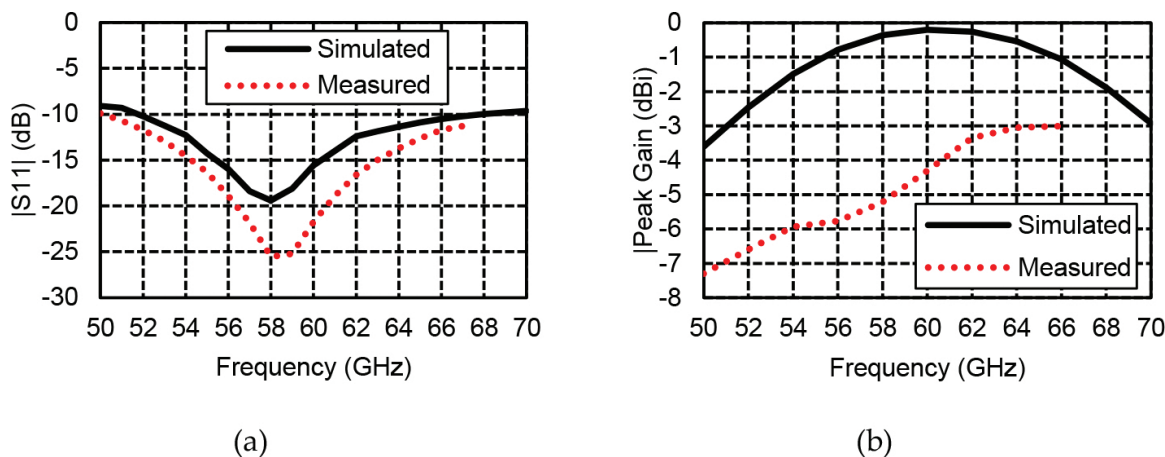 0
-5
-10
-15
-20
-25
-30
|S11| (dB)
Simulated
Measured
50 52 54 56 58 60 62 64 66 68 70
Frequency (GHz)
(a)
0
-1
-2
-3
-4
-5
-6
-7
-8
|Peak Gain (dBi)
Simulated
Measured
50 52 54 56 58 60 62 64 66 68 70
Frequency (GHz)
(b)